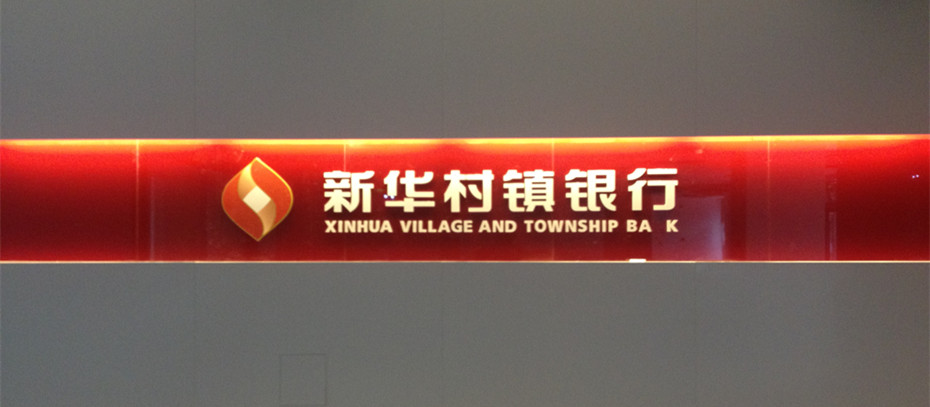 新华村镇银行
XINHUA VILLAGE AND TOWNSHIP BA K